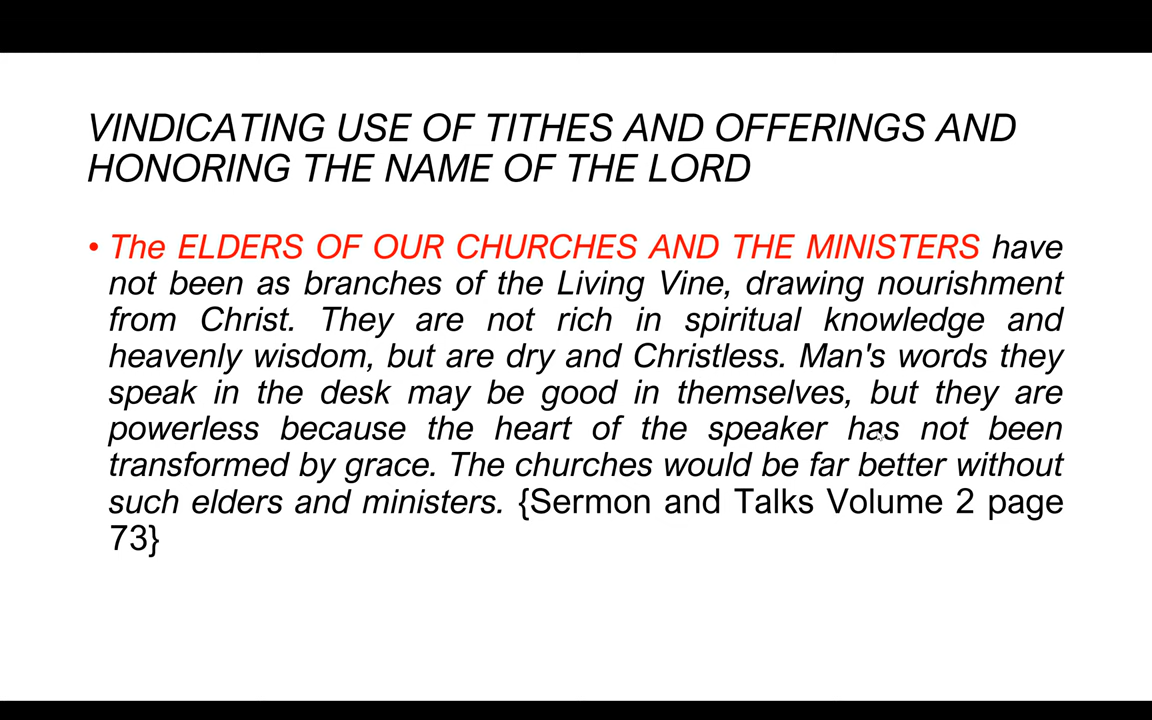 VINDICATING USE OF TITHES AND OFFERINGS AND
HONORING THE NAME OF THE LORD
• The ELDERS OF OUR CHURCHES AND THE MINISTERS have
not been as branches of the Living Vine, drawing nourishment
from Christ. They are not rich in spiritual knowledge and
heavenly wisdom, but are dry and Christless. Man's words they
speak in the desk may be good in themselves, but they are
powerless because the heart of the speaker has not been
transformed by grace. The churches would be far better without
such elders and ministers. {Sermon and Talks Volume 2 page
73}